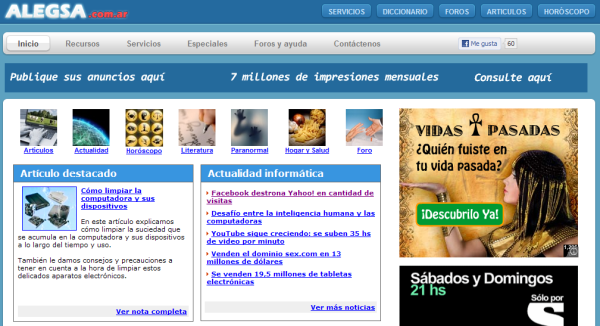 ALEGSA.com.ar
SERVICIOS DICCIONARIO FOROS ARTICULOS HORÓSCOPO
Inicio Recursos Servicios Especiales Foros y ayuda Contáctenos Me gusta 60
Publique sus anuncios aquí 7 millones de impresiones mensuales Consulte aquí
Artículos Actualidad Horóscopo Literatura Paranormal Hogar y Salud Foro
Artículo destacado
Cómo limpiar la
computadora y sus
dispositivos
En este artículo explicamos
cómo limpiar la suciedad que
se acumula en la computadora y sus dispositivos
a lo largo del tiempo y uso.
También le damos consejos y precauciones a
tener en cuenta a la hora de limpiar estos
delicados aparatos electrónicos.
Ver nota completa
Actualidad informática
Facebook destrona Yahoo! en cantidad de
visitas
Desafío entre la inteligencia humana y las
computadoras
YouTube sigue creciendo: se suben 35 hs
de video por minuto
Venden el dominio sex.com en 13
millones de dólares
Se venden 19,5 millones de tabletas
electrónicas
Ver más noticias
VIDAS PASADAS
¿Quién fuiste en
tu vida pasada?
¡Descubrilo Ya!
Sábados y Domingos
21 hs
Sólo por
S